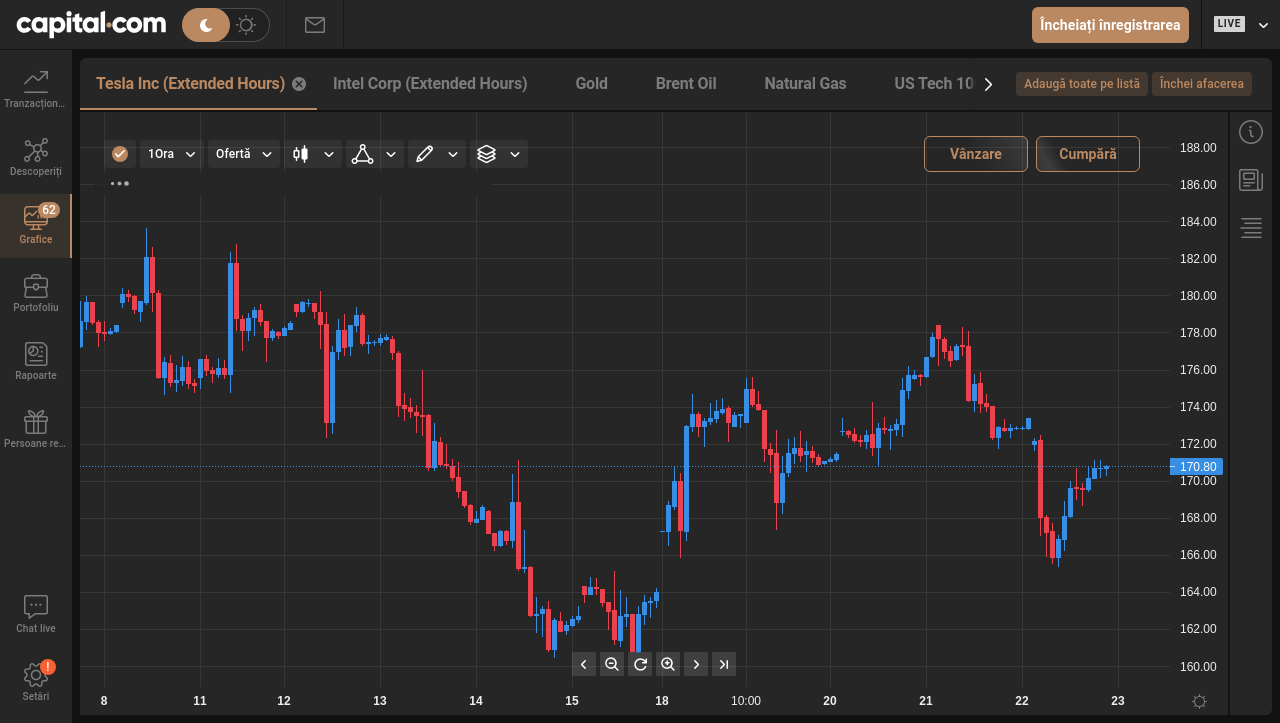 capital.com
Încheiați înregistrarea
LIVE
Tesla Inc (Extended Hours)
Intel Corp (Extended Hours)
Gold
Brent Oil
Natural Gas
US Tech 10
Adaugă toate pe listă
Închei afacerea
Tranzacțion...
Descoperiți
62
Grafice
Portofoliu
Rapoarte
Persoane re...
Chat live
!
Setări
1Ora
Ofertă
Vânzare
Cumpără
188.00
186.00
184.00
182.00
180.00
178.00
176.00
174.00
172.00
170.80
170.00
168.00
166.00
164.00
162.00
160.00
8
11
12
13
14
15
18
10:00
20
21
22
23